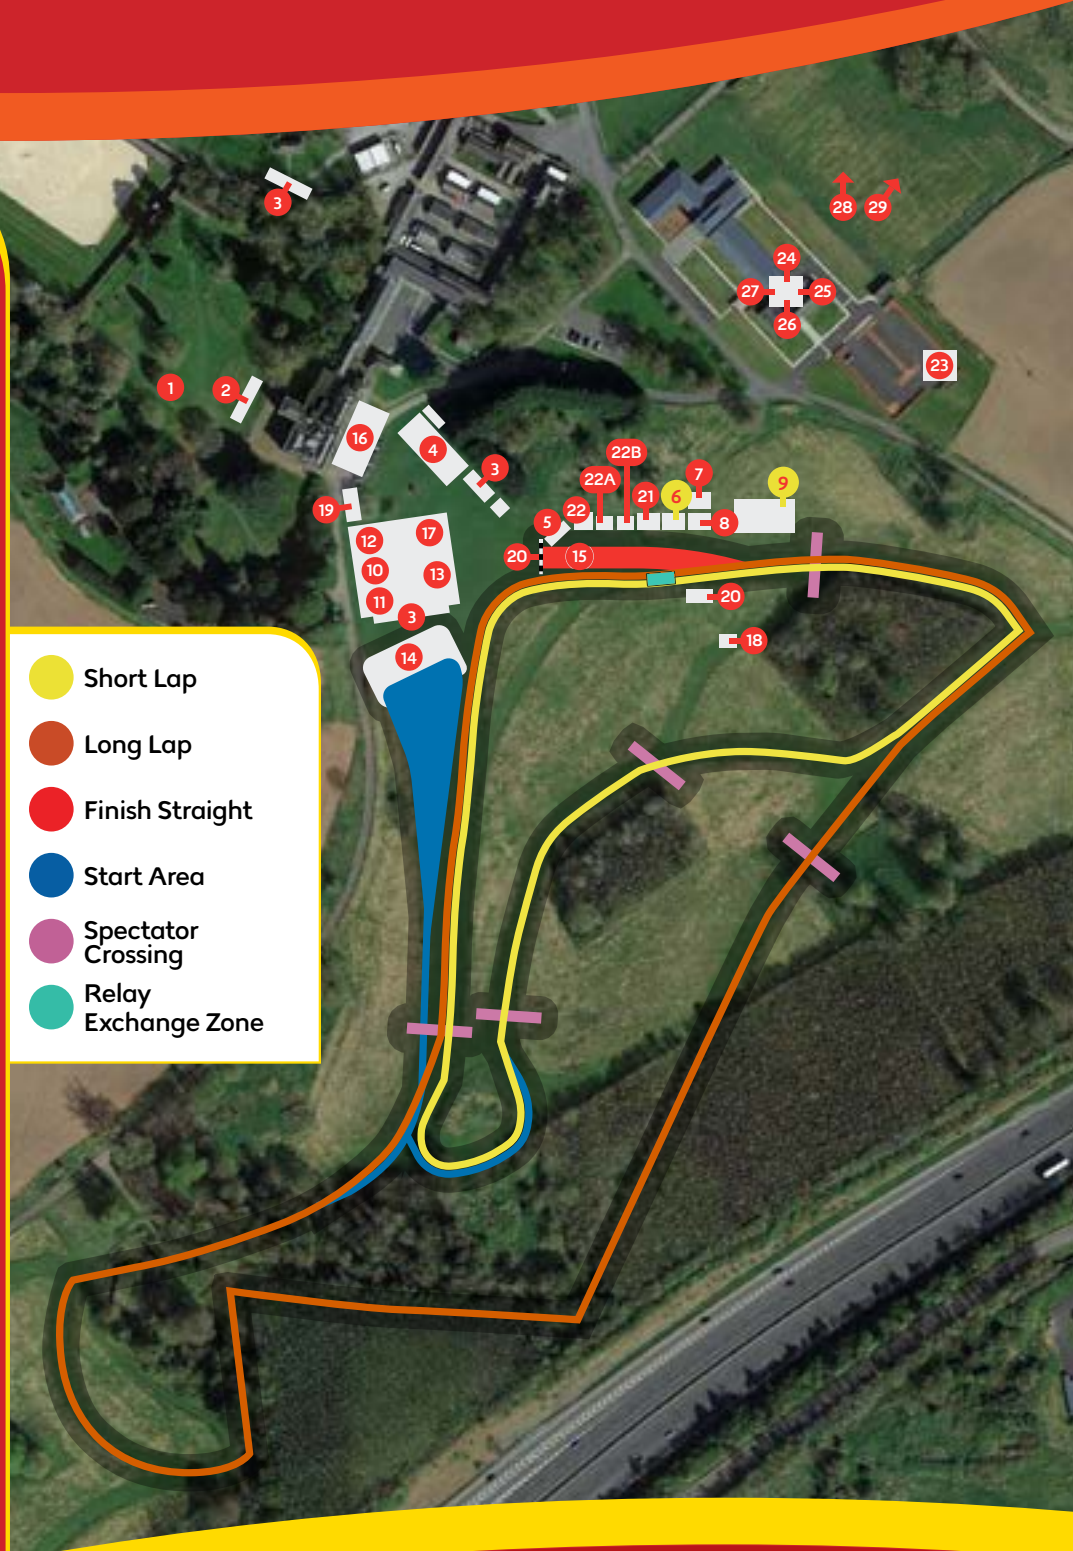 28 29
3
24
27 25
26
23
1 2
16 4
3
22B
22A
7
9
21 6
22
5
8
19
12 17
20 15
10 13
11
3
20
18
14
Short Lap
Long Lap
Finish Straight
Start Area
Spectator
Crossing
Relay
Exchange Zone